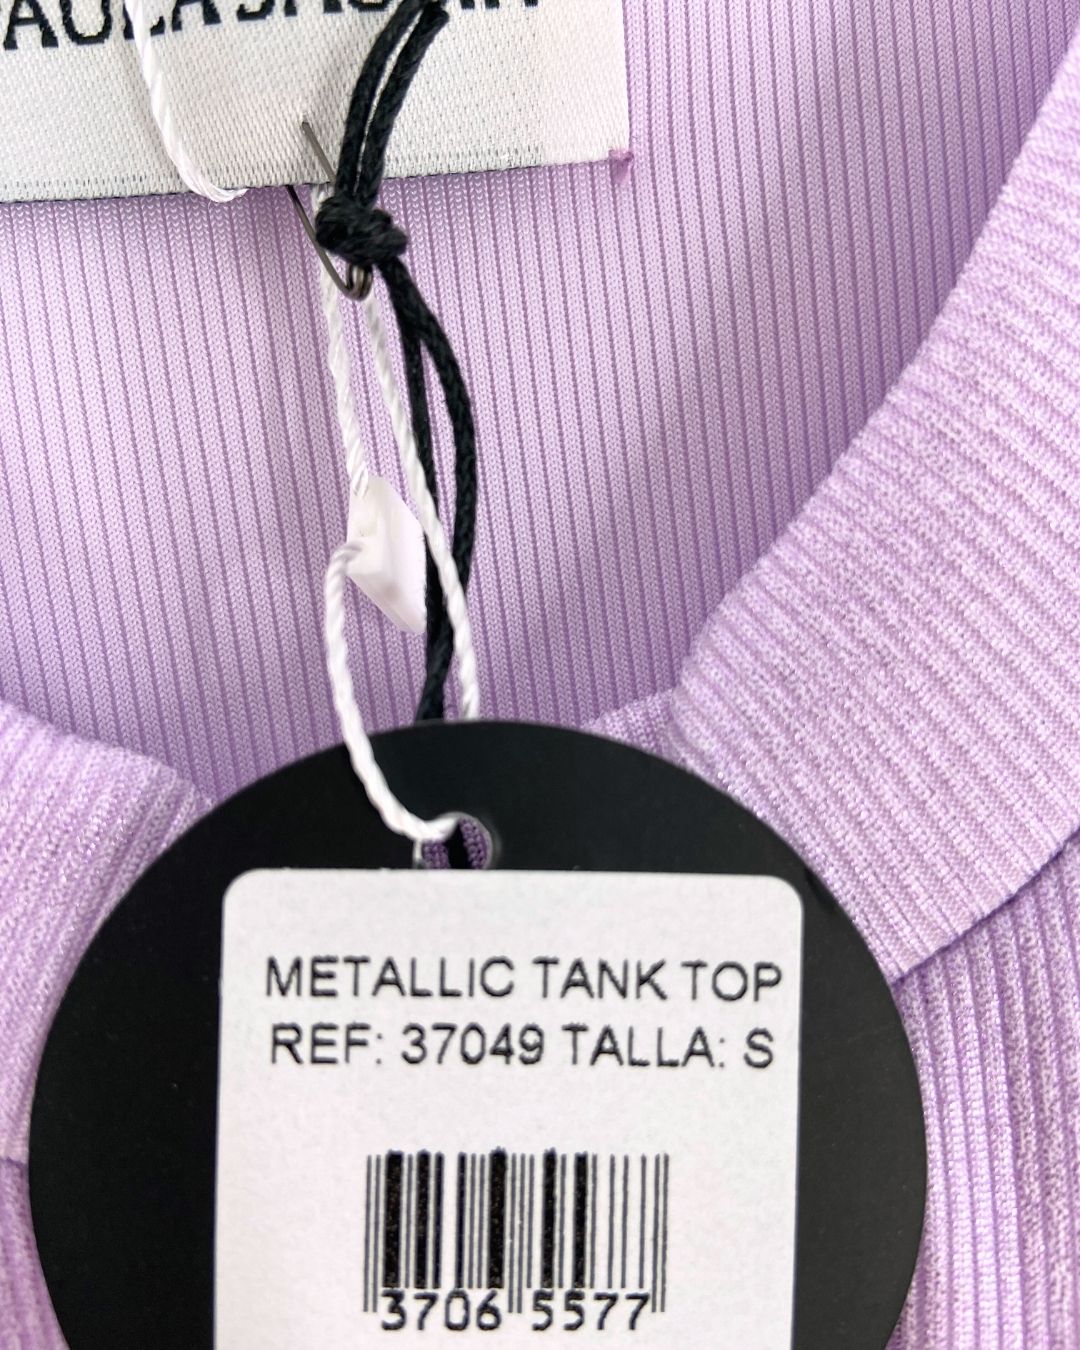 METALLIC TANK TOP
REF: 37049 TALLA: S
3706 5577